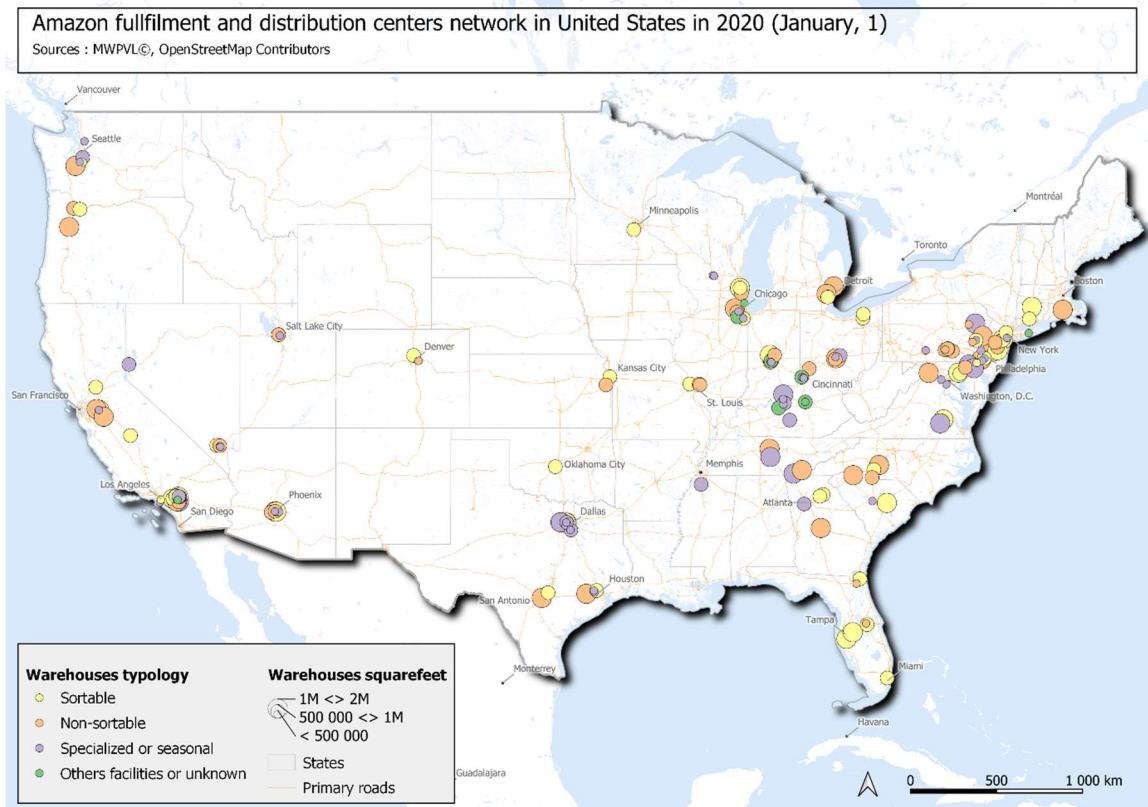 Amazon fullfilment and distribution centers network in United States in 2020 (January, 1)
Sources : MWPVL©, OpenStreetMap Contributors
Vancouver
Seattle
Minneapolis
Montréal
Toronto
Boston
Detroit
Chicago
Salt Lake City
Denver
New York
Philadelphia
Kansas City
Cincinnati
San Francisco
Washington, D.C.
St. Louis
Oklahoma City
Memphis
Los Angeles
Phoenix
Atlanta
San Diego
Dallas
Houston
San Antonio
Tampa
Miami
Monterrey
Havana
Guadalajara
Warehouses typology
Sortable
Non-sortable
Specialized or seasonal
Others facilities or unknown
Warehouses squarefeet
1M <> 2M
500 000 <> 1M
< 500 000
States
Primary roads
0 500 1 000 km